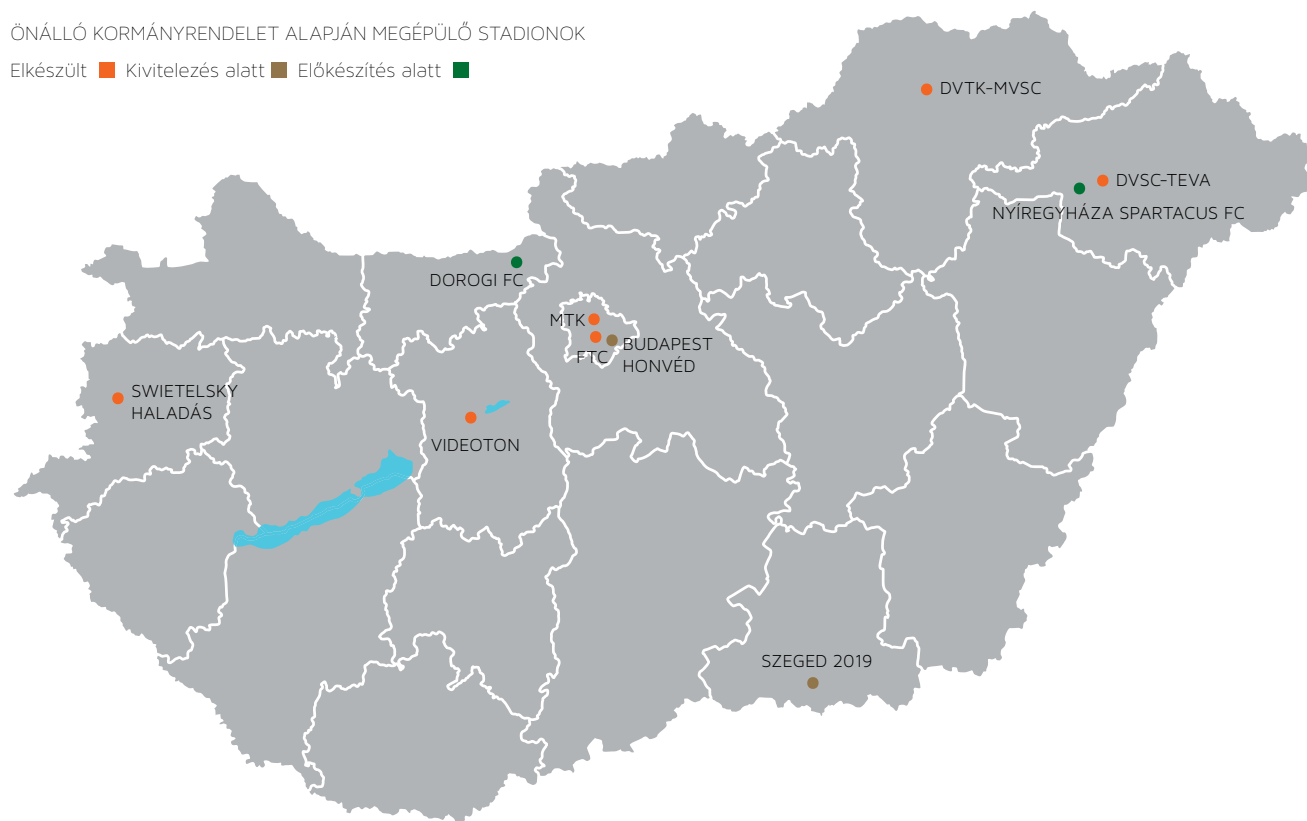 ÖNÁLLÓ KORMÁNYRENDELET ALAPJÁN MEGÉPÜLŐ STADIONOK
Elkészült Kivitelezés alatt Előkészítés alatt
DVTK-MVSC
DVSC-TEVA
NYÍREGYHÁZA SPARTACUS FC
DOROGI FC
MTK
FTC
BUDAPEST
HONVÉD
SWIETELSKY
HALADÁS
VIDEOTON
SZEGED 2019